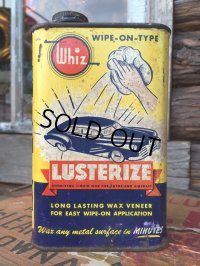 WIPE-ON-TYPE
Whiz
SOLD OUT
LUSTERIZE
LONG LASTING WAX VENEER
FOR EASY WIPE-ON APPLICATION
Wax any metal surface in MINUTES